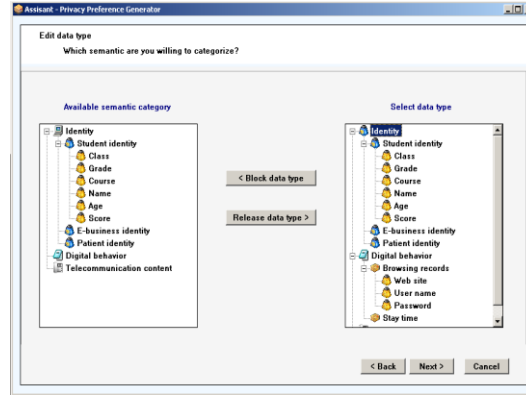 Assisant - Privacy Preference Generator
Edit data type
Which semantic are you willing to categorize?
Available semantic category
Identity
Student identity
Class
Grade
Course
Name
Age
Score
E-business identity
Patient identity
Digital behavior
Telecommunication content
< Block data type
Release data type >
Select data type
Identity
Student identity
Class
Grade
Course
Name
Age
Score
E-business identity
Patient identity
Digital behavior
Browsing records
Web site
User name
Password
Stay time
< Back Next > Cancel